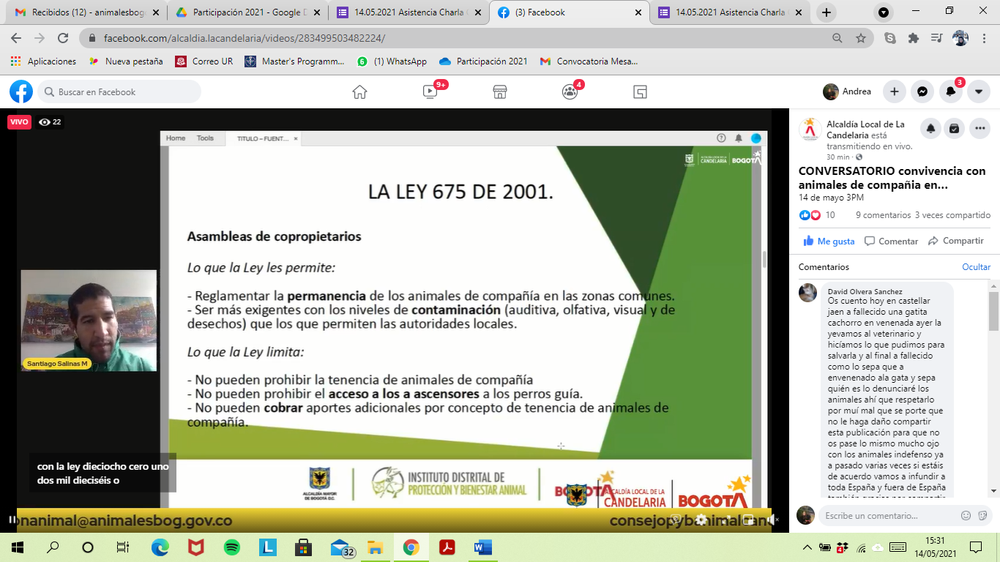 Recibidos (12) - animalesbog
Participación 2021 - Google D
14.05.2021 Asistencia Charla
(3) Facebook
14.05.2021 Asistencia Charla
facebook.com/alcaldia.lacandelaria/videos/283499503482224/
Aplicaciones
Nueva pestaña
Correo UR
Master's Programm...
6
(1) WhatsApp
Participación 2021
Convocatoria Mesa...
Buscar en Facebook
9+
4
Andrea
3
VIVO
22
Home
Tools
TITULO – FUENT...
ALCALDÍA LOCAL DE LA
CANDELARIA
BOGOTÁ
LA LEY 675 DE 2001.
Asambleas de copropietarios
Lo que la Ley les permite:
- Reglamentar la permanencia de los animales de compañía en las zonas comunes.
- Ser más exigentes con los niveles de contaminación (auditiva, olfativa, visual y de
desechos) que los que permiten las autoridades locales.
Lo que la Ley limita:
- No pueden prohibir la tenencia de animales de compañía
- No pueden prohibir el acceso a los a ascensores a los perros guía.
- No pueden cobrar aportes adicionales por concepto de tenencia de animales de
compañía.
Santiago Salinas M
con la ley dieciocho cero uno
dos mil dieciséis o
ALCALDÍA MAYOR
DE BOGOTÁ D.C.
INSTITUTO DISTRITAL DE
PROTECCIÓN Y BIENESTAR ANIMAL
BOGOTÁ
ALCALDÍA LOCAL DE LA
CANDELARIA
BOGOTÁ
onanimal@animalesbog.gov.co
consejopybanimal
Alcaldía Local de La
Candelaria está
transmitiendo en vivo.
30 min ·
CONVERSATORIO convivencia con
animales de compañia en...
14 de mayo 3PM
10
9 comentarios 3 veces compartido
Me gusta
Comentar
Compartir
Comentarios
Ocultar
David Olvera Sanchez
Os cuento hoy en castellar
jaen a fallecido una gatita
cachorro en venenada ayer la
yevamos al veterinario y
hicíamos lo que pudimos para
salvarla y al final a fallecido
como lo sepa que a
envenenado ala gata y sepa
quién es lo denunciaré los
animales ahí que respetarlo
por muí mal que se porte que
no le haga daño compartir
esta publicación para que no
os pase lo mismo mucho ojo
con los animales indefenso ya
a pasado varias veces si estáis
de acuerdo vamos a infundir a
toda España y fuera de España
también gracias por compartir
Escribe un comentario...
32
4
15:31
14/05/2021